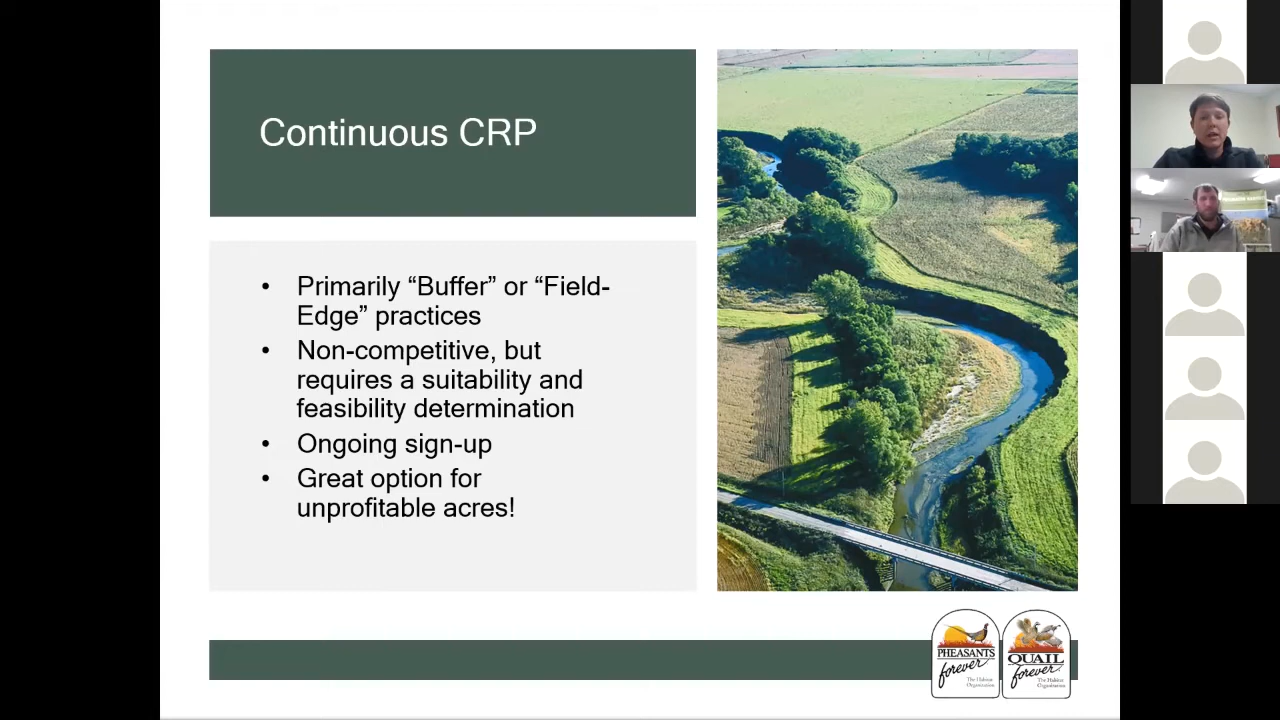 Continuous CRP
• Primarily “Buffer” or “Field-
Edge” practices
• Non-competitive, but
requires a suitability and
feasibility determination
• Ongoing sign-up
• Great option for
unprofitable acres!
PHEASANTS
forever
The Habitat
Organization
QUAIL
forever
The Habitat
Organization